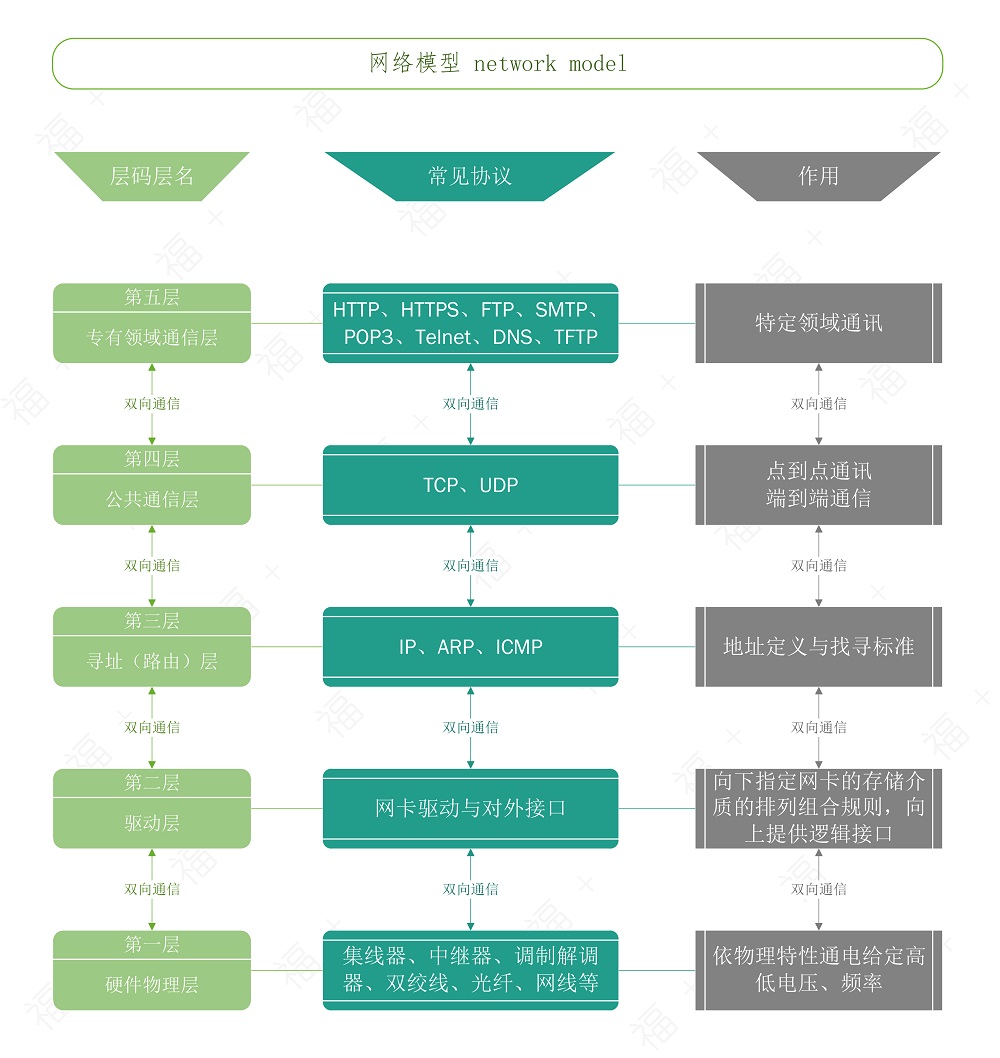 网络模型 network model
层码层名
常见协议
作用
第五层
专有领域通信层
HTTP、HTTPS、FTP、SMTP、
POP3、Telnet、DNS、TFTP
特定领域通讯
双向通信
双向通信
双向通信
第四层
公共通信层
TCP、UDP
点到点通讯
端到端通信
双向通信
双向通信
双向通信
第三层
寻址（路由）层
IP、ARP、ICMP
地址定义与找寻标准
双向通信
双向通信
双向通信
第二层
驱动层
网卡驱动与对外接口
向下指定网卡的存储介
质的排列组合规则，向
上提供逻辑接口
双向通信
双向通信
双向通信
第一层
硬件物理层
集线器、中继器、调制解调
器、双绞线、光纤、网线等
依物理特性通电给定高
低电压、频率